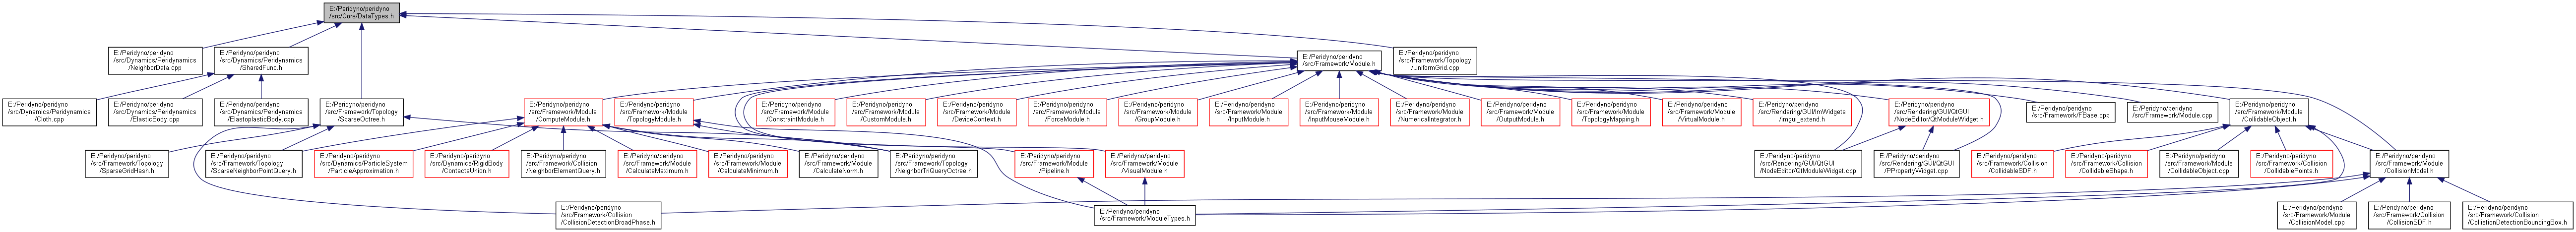 E:/Peridyno/peridyno
/src/Core/DataTypes.h
E:/Peridyno/peridyno
/src/Dynamics/Peridynamics
/NeighborData.cpp
E:/Peridyno/peridyno
/src/Dynamics/Peridynamics
/SharedFunc.h
E:/Peridyno/peridyno
/src/Framework/Module.h
E:/Peridyno/peridyno
/src/Framework/Topology
/UniformGrid.cpp
E:/Peridyno/peridyno
/src/Dynamics/Peridynamics
/Cloth.cpp
E:/Peridyno/peridyno
/src/Dynamics/Peridynamics
/ElasticBody.cpp
E:/Peridyno/peridyno
/src/Dynamics/Peridynamics
/ElastoplasticBody.cpp
E:/Peridyno/peridyno
/src/Framework/Topology
/SparseOctree.h
E:/Peridyno/peridyno
/src/Framework/Module
/ComputeModule.h
E:/Peridyno/peridyno
/src/Framework/Module
/TopologyModule.h
E:/Peridyno/peridyno
/src/Framework/Module
/ConstraintModule.h
E:/Peridyno/peridyno
/src/Framework/Module
/CustomModule.h
E:/Peridyno/peridyno
/src/Framework/Module
/DeviceContext.h
E:/Peridyno/peridyno
/src/Framework/Module
/ForceModule.h
E:/Peridyno/peridyno
/src/Framework/Module
/GroupModule.h
E:/Peridyno/peridyno
/src/Framework/Module
/InputModule.h
E:/Peridyno/peridyno
/src/Framework/Module
/InputMouseModule.h
E:/Peridyno/peridyno
/src/Framework/Module
/NumericalIntegrator.h
E:/Peridyno/peridyno
/src/Framework/Module
/OutputModule.h
E:/Peridyno/peridyno
/src/Framework/Module
/TopologyMapping.h
E:/Peridyno/peridyno
/src/Framework/Module
/VirtualModule.h
E:/Peridyno/peridyno
/src/Rendering/GUI/ImWidgets
/imgui_extend.h
E:/Peridyno/peridyno
/src/Rendering/GUI/QtGUI
/NodeEditor/QtModuleWidget.h
E:/Peridyno/peridyno
/src/Framework/FBase.cpp
E:/Peridyno/peridyno
/src/Framework/Module.cpp
E:/Peridyno/peridyno
/src/Framework/Module
/CollidableObject.h
E:/Peridyno/peridyno
/src/Framework/Topology
/SparseGridHash.h
E:/Peridyno/peridyno
/src/Framework/Topology
/SparseNeighborPointQuery.h
E:/Peridyno/peridyno
/src/Dynamics/ParticleSystem
/ParticleApproximation.h
E:/Peridyno/peridyno
/src/Dynamics/RigidBody
/ContactsUnion.h
E:/Peridyno/peridyno
/src/Framework/Collision
/NeighborElementQuery.h
E:/Peridyno/peridyno
/src/Framework/Module
/CalculateMaximum.h
E:/Peridyno/peridyno
/src/Framework/Module
/CalculateMinimum.h
E:/Peridyno/peridyno
/src/Framework/Module
/CalculateNorm.h
E:/Peridyno/peridyno
/src/Framework/Topology
/NeighborTriQueryOctree.h
E:/Peridyno/peridyno
/src/Framework/Module
/Pipeline.h
E:/Peridyno/peridyno
/src/Framework/Module
/VisualModule.h
E:/Peridyno/peridyno
/src/Rendering/GUI/QtGUI
/NodeEditor/QtModuleWidget.cpp
E:/Peridyno/peridyno
/src/Rendering/GUI/QtGUI
/PPropertyWidget.cpp
E:/Peridyno/peridyno
/src/Framework/Collision
/CollidableSDF.h
E:/Peridyno/peridyno
/src/Framework/Collision
/CollidableShape.h
E:/Peridyno/peridyno
/src/Framework/Module
/CollidableObject.cpp
E:/Peridyno/peridyno
/src/Framework/Collision
/CollidablePoints.h
E:/Peridyno/peridyno
/src/Framework/Module
/CollisionModel.h
E:/Peridyno/peridyno
/src/Framework/Collision
/CollisionDetectionBroadPhase.h
E:/Peridyno/peridyno
/src/Framework/ModuleTypes.h
E:/Peridyno/peridyno
/src/Framework/Module
/CollisionModel.cpp
E:/Peridyno/peridyno
/src/Framework/Collision
/CollisionSDF.h
E:/Peridyno/peridyno
/src/Framework/Collision
/CollistionDetectionBoundingBox.h